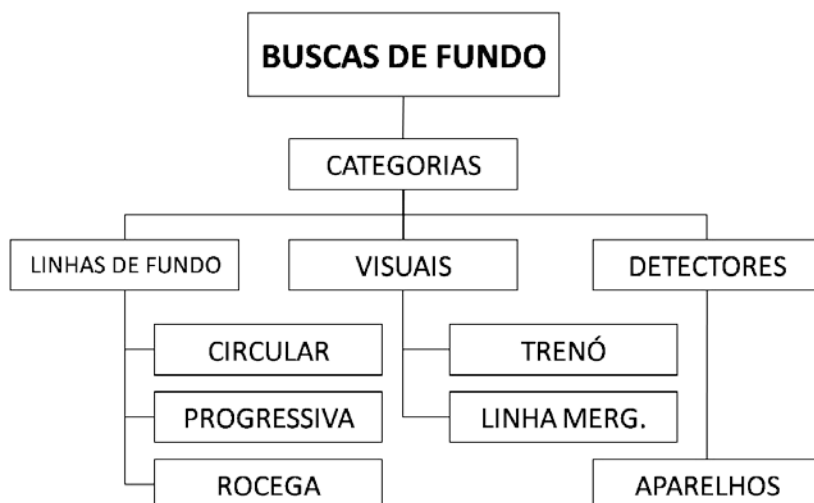 BUSCAS DE FUNDO
CATEGORIAS
LINHAS DE FUNDO
VISUAIS
DETECTORES
CIRCULAR
TRENÓ
PROGRESSIVA
LINHA MERG.
ROCEGA
APARELHOS